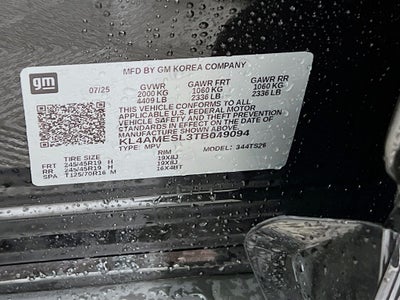 gm
MFD BY GM KOREA COMPANY
07/25 GVWR GAWR FRT GAWR RR
2000 KG 1060 KG 1060 KG
4409 LB 2336 LB 2336 LB
THIS VEHICLE CONFORMS TO ALL
APPLICABLE U.S. FEDERAL MOTOR
VEHICLE SAFETY AND THEFT PREVENTION
STANDARDS IN EFFECT ON THE DATE OF
MANUFACTURE SHOWN ABOVE.
KL4AMESL3TB049094
TYPE: MPV MODEL: 344TS26
TIRE SIZE RIM
FRT 245/45R19 H 19X8J
RR 245/45R19 H 19X8J
SPA T125/70R16 M 16X4BT